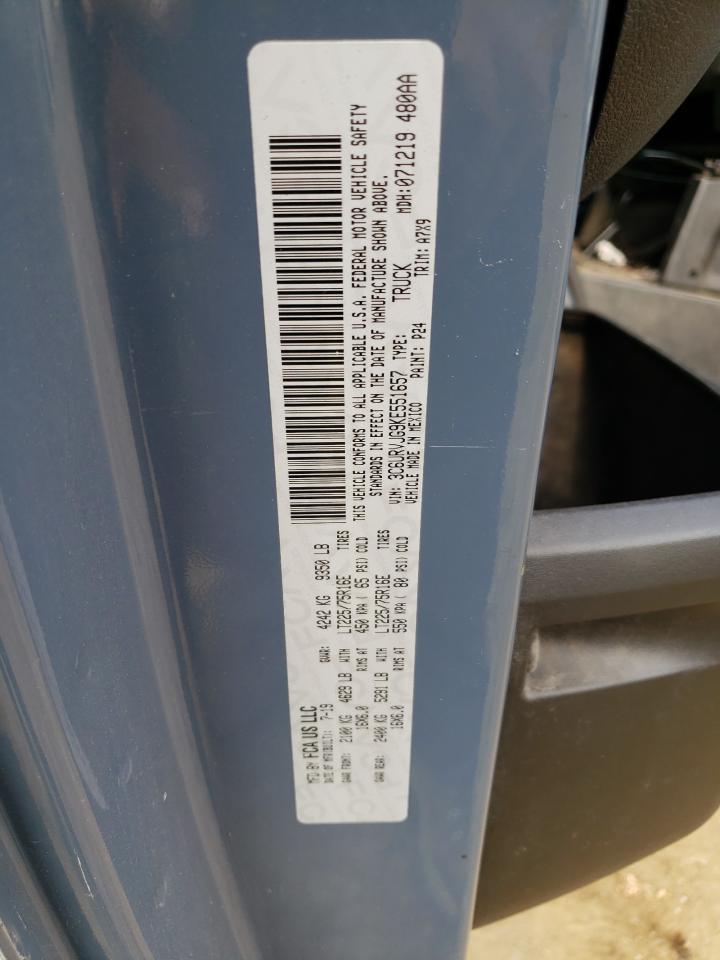 MFD BY FCA US LLC
DATE OF MFR(BUILT): 7-19 GVWR: 4242 KG 9350 LB
GAWR FRONT: 2100 KG 4629 LB WITH LT225/75R16E TIRES
16X6.0 RIMS AT 450 KPA ( 65 PSI) COLD
GAWR REAR: 2400 KG 5291 LB WITH LT225/75R16E TIRES
16X6.0 RIMS AT 550 KPA ( 80 PSI) COLD
THIS VEHICLE CONFORMS TO ALL APPLICABLE U.S.A. FEDERAL MOTOR VEHICLE SAFETY
STANDARDS IN EFFECT ON THE DATE OF MANUFACTURE SHOWN ABOVE.
VIN: 3C6URVJG9KE551657 TYPE: TRUCK MDH:071219 480AA
VEHICLE MADE IN MEXICO PAINT: P24 TRIM: A7X9